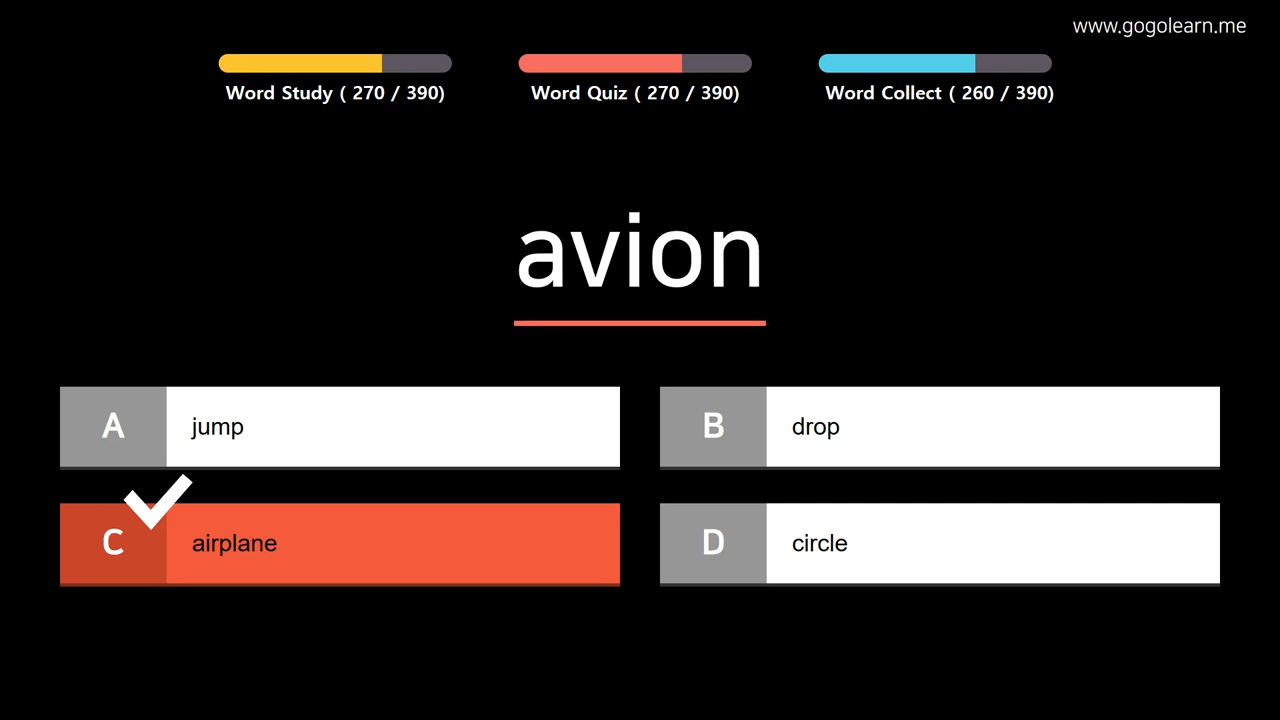 www.gogolearn.me
Word Study ( 270 / 390)
Word Quiz ( 270 / 390)
Word Collect ( 260 / 390)
avion
A jump
B drop
C airplane
D circle